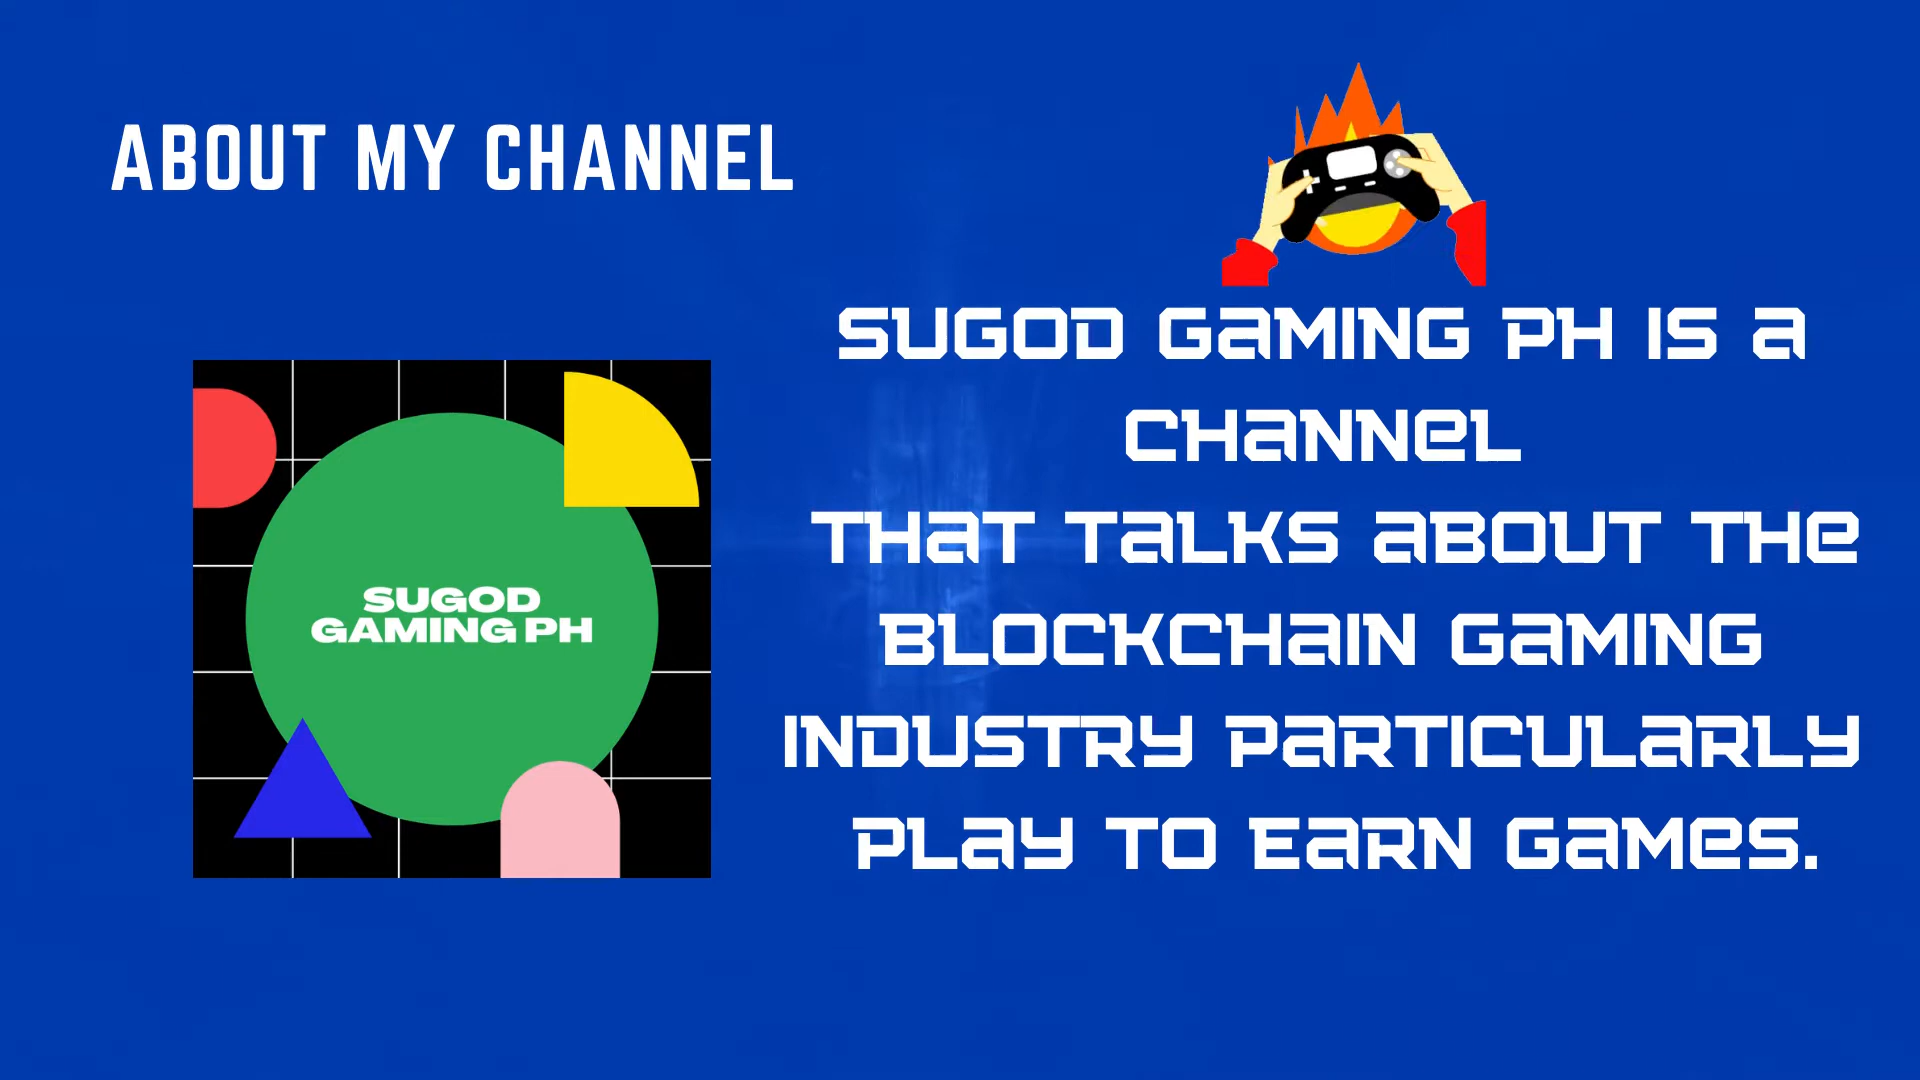 ABOUT MY CHANNEL
SUGOD
GAMING PH
SUGOD GAMING PH IS A
CHANNEL
THAT TALKS ABOUT THE
BLOCKCHAIN GAMING
INDUSTRY PARTICULARLY
PLAY TO EARN GAMES.